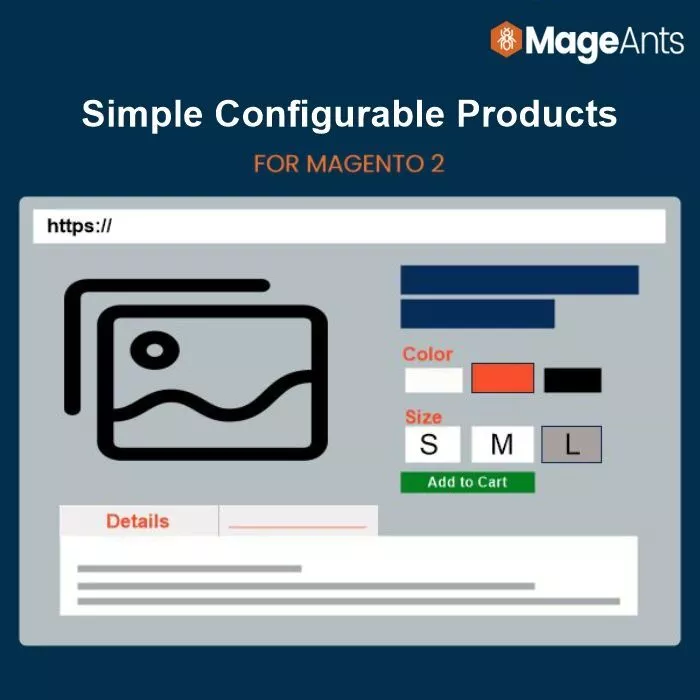 MageAnts
Simple Configurable Products
FOR MAGENTO 2
https://
Color
Size
S M L
Add to Cart
Details